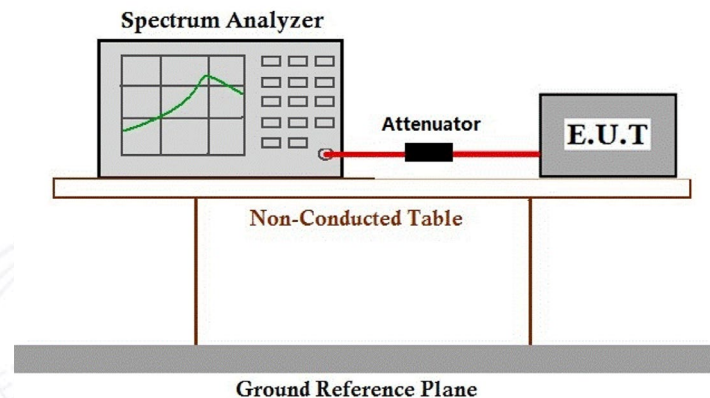 Spectrum Analyzer
Attenuator
E.U.T
Non-Conducted Table
Ground Reference Plane